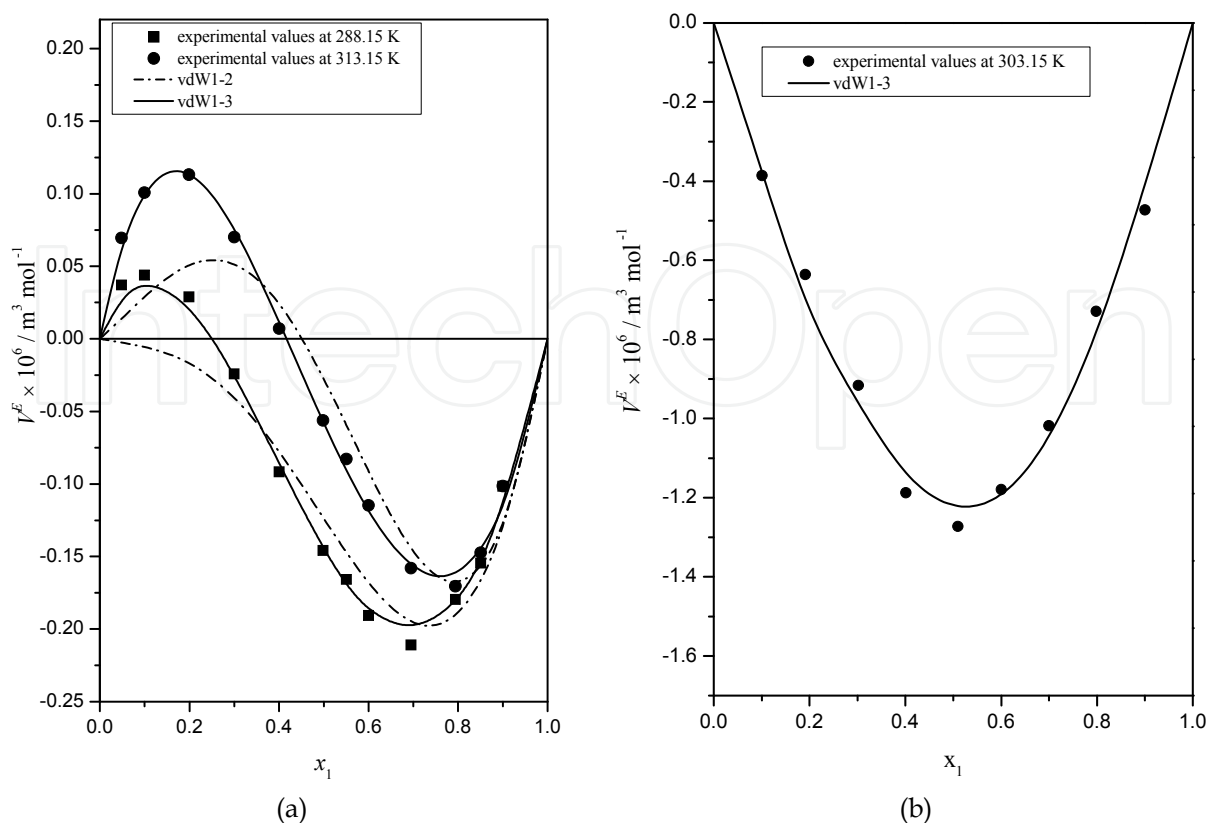 experimental values at 288.15 K
experimental values at 313.15 K
vdW1-2
vdW1-3
0.20
0.15
0.10
0.05
0.00
-0.05
-0.10
-0.15
-0.20
-0.25
V^E × 10^6 / m^3 mol^-1
0.0 0.2 0.4 0.6 0.8 1.0
x_1
(a)
experimental values at 303.15 K
vdW1-3
0.0
-0.2
-0.4
-0.6
-0.8
-1.0
-1.2
-1.4
-1.6
V^E × 10^6 / m^3 mol^-1
0.0 0.2 0.4 0.6 0.8 1.0
x_1
(b)
IntechOpen